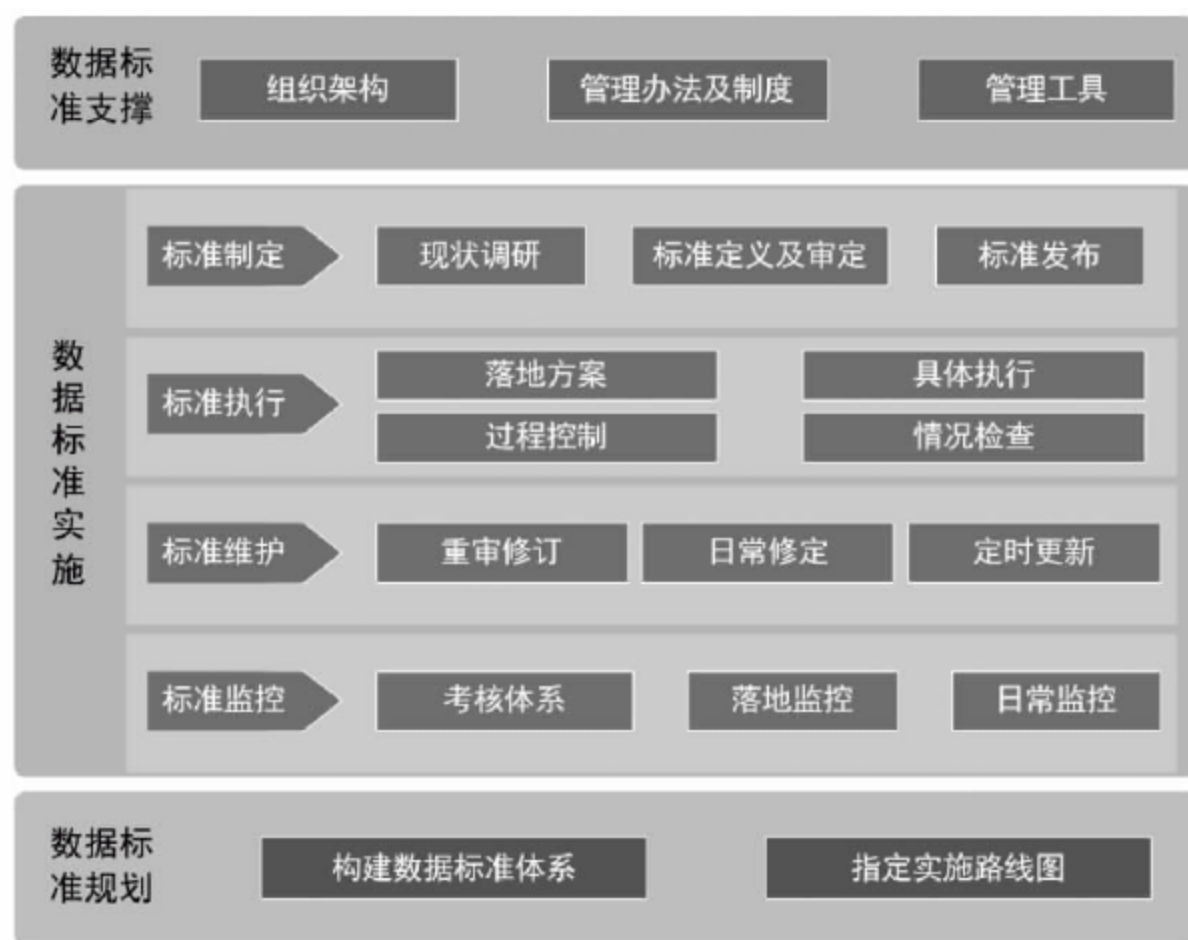 数据标
准支撑
组织架构
管理办法及制度
管理工具
数据标准实施
标准制定
现状调研
标准定义及审定
标准发布
标准执行
落地方案
具体执行
过程控制
情况检查
标准维护
重审修订
日常修定
定时更新
标准监控
考核体系
落地监控
日常监控
数据标
准规划
构建数据标准体系
指定实施路线图